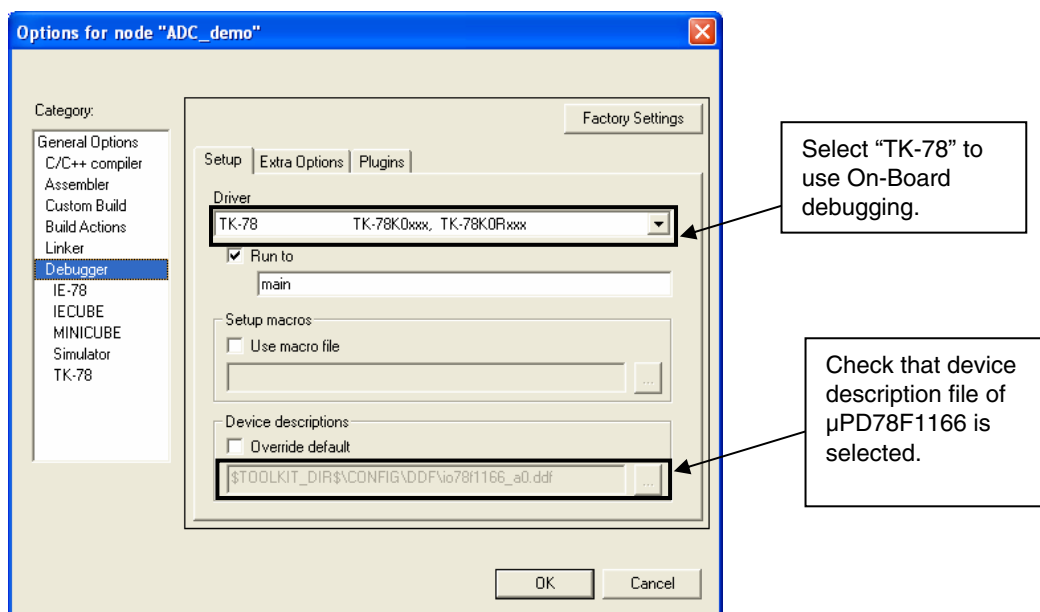 Options for node "ADC_demo"
Category:
General Options
C/C++ compiler
Assembler
Custom Build
Build Actions
Linker
Debugger
IE-78
IECUBE
MINICUBE
Simulator
TK-78
Factory Settings
Setup
Extra Options
Plugins
Driver
TK-78 TK-78K0xxx, TK-78K0Rxxx
Run to
main
Setup macros
Use macro file
...
Device descriptions
Override default
$TOOLKIT_DIR$\CONFIG\DDF\io78f1166_a0.ddf
...
OK
Cancel
Select “TK-78” to
use On-Board
debugging.
Check that device
description file of
µPD78F1166 is
selected.